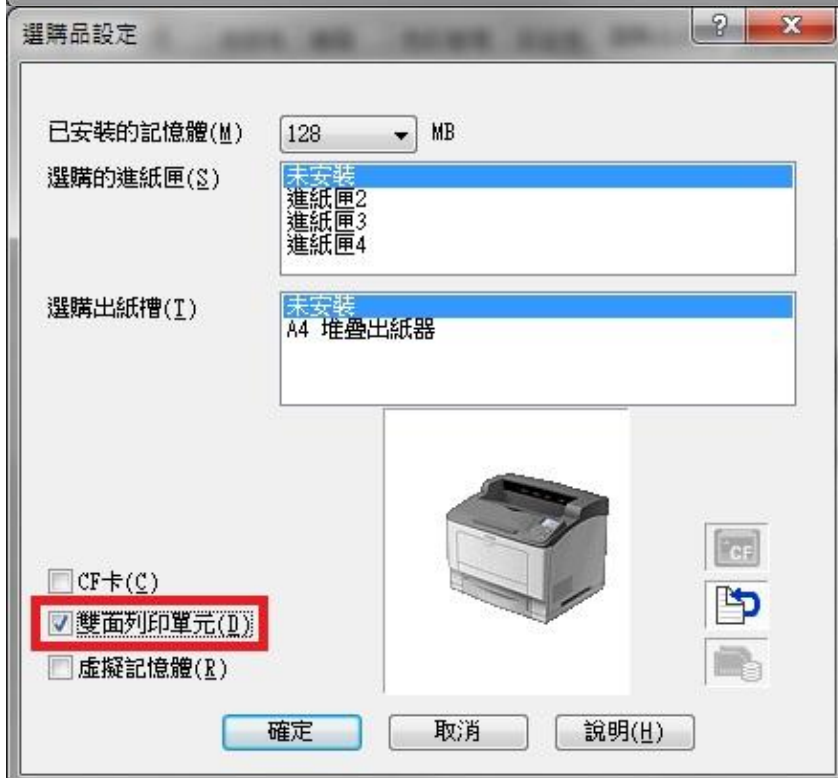 選購品設定
已安裝的記憶體(M) 128 MB
選購的進紙匣(S)
未安裝
進紙匣2
進紙匣3
進紙匣4
選購出紙槽(T)
未安裝
A4 堆疊出紙器
CF
CF卡(C)
雙面列印單元(D)
虛擬記憶體(R)
確定 取消 說明(H)